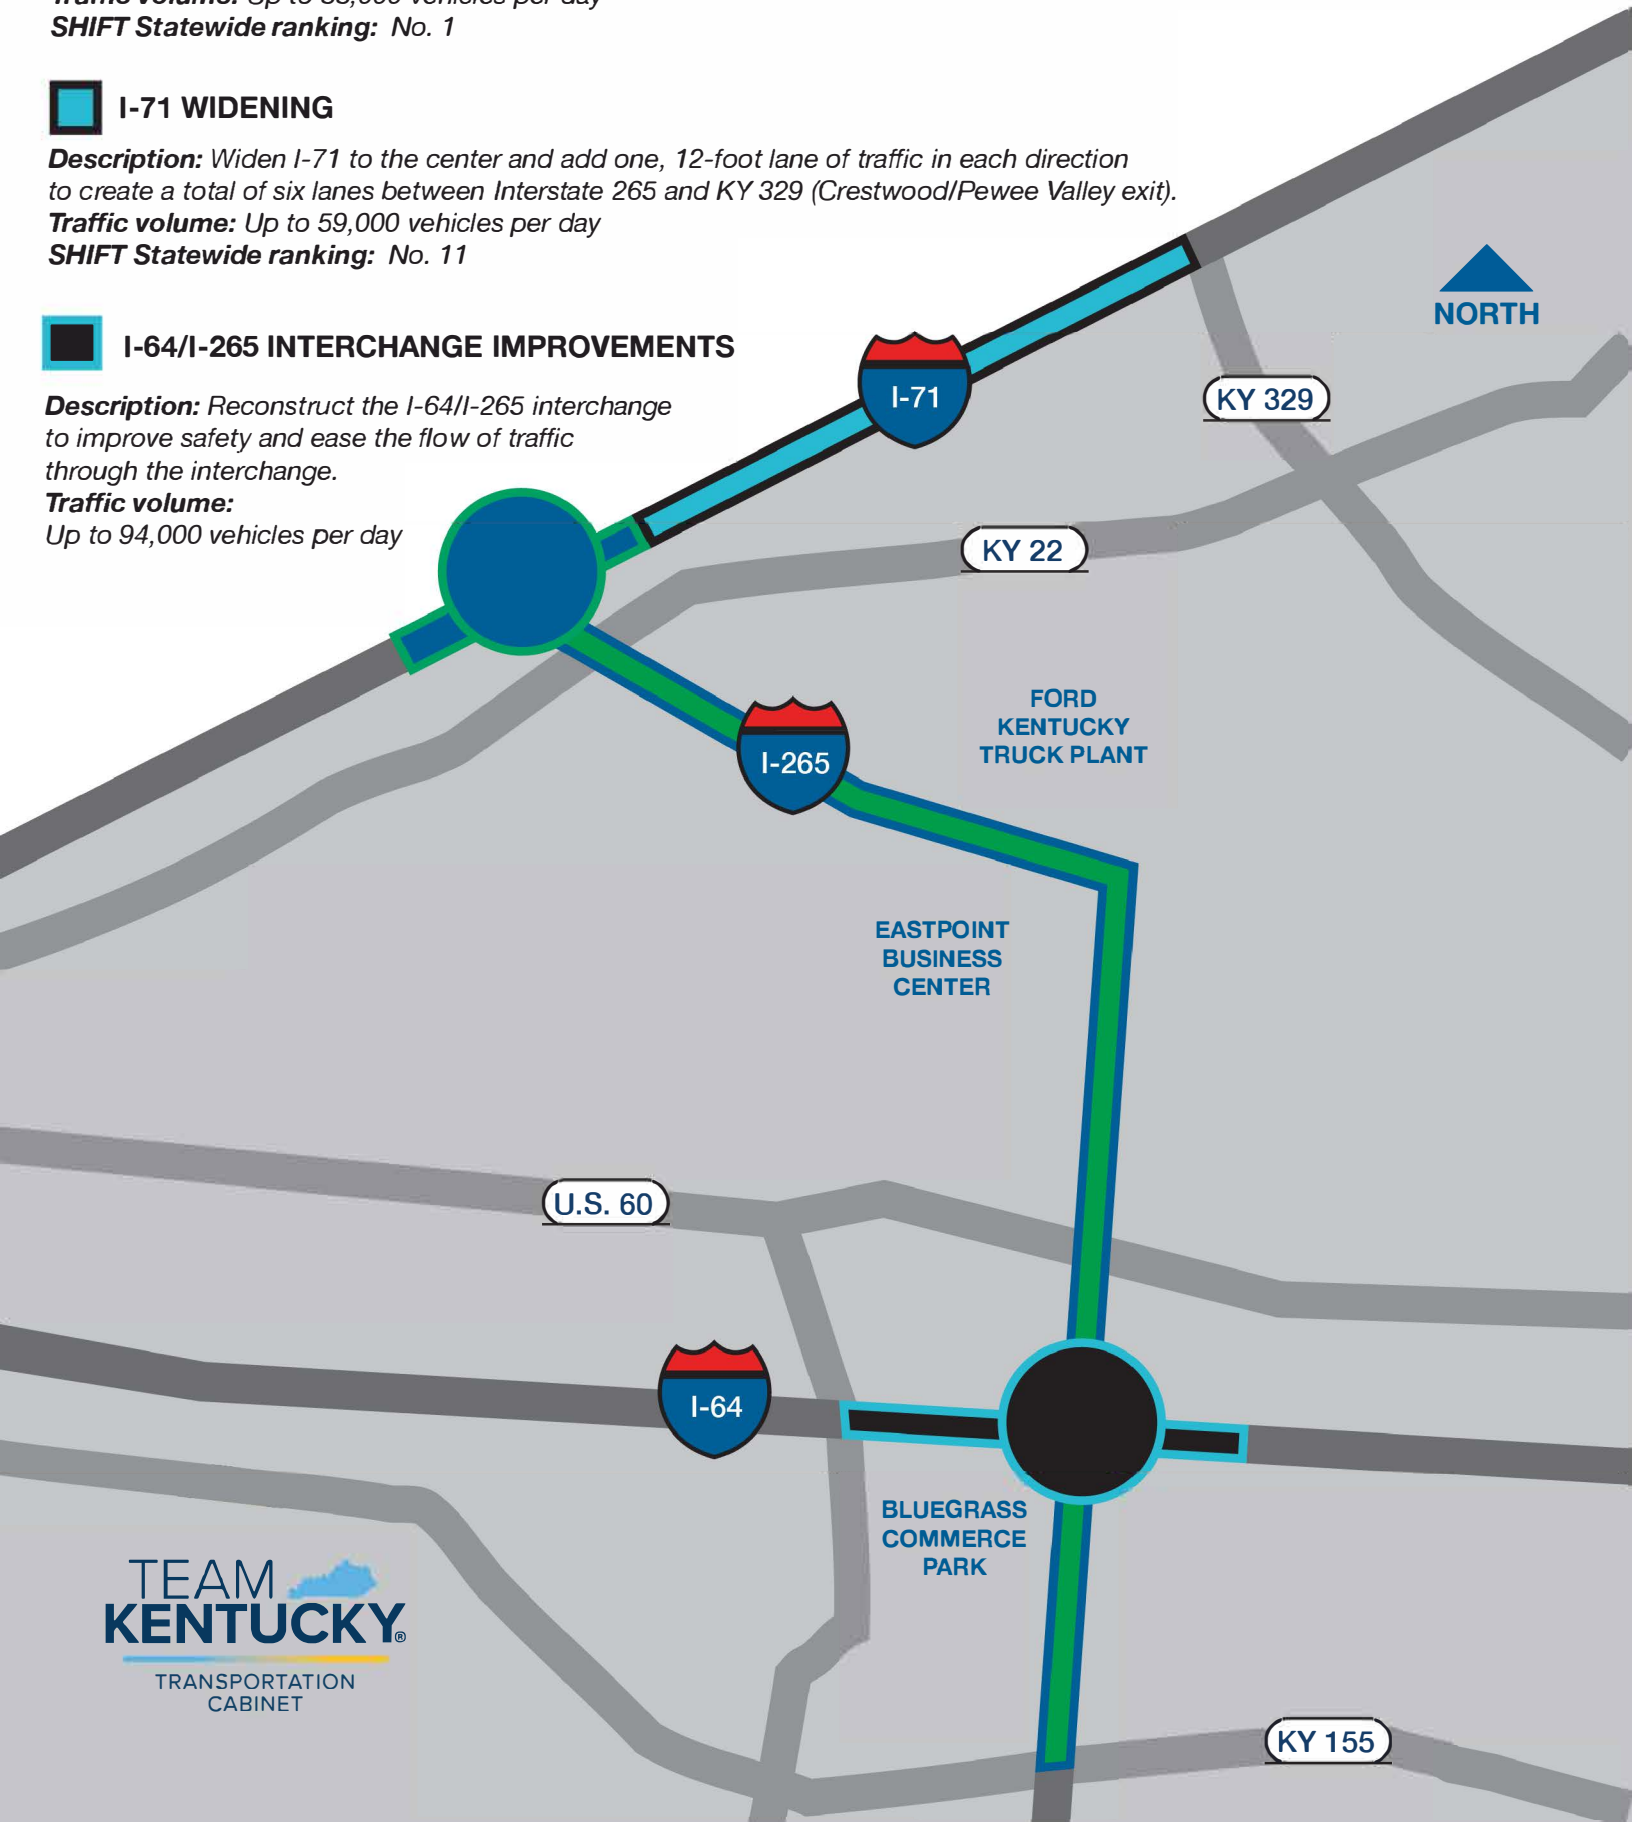 SHIFT Statewide ranking: No. 1
I-71 WIDENING
Description: Widen I-71 to the center and add one, 12-foot lane of traffic in each direction
to create a total of six lanes between Interstate 265 and KY 329 (Crestwood/Pewee Valley exit).
Traffic volume: Up to 59,000 vehicles per day
SHIFT Statewide ranking: No. 11
I-64/I-265 INTERCHANGE IMPROVEMENTS
Description: Reconstruct the I-64/I-265 interchange
to improve safety and ease the flow of traffic
through the interchange.
Traffic volume:
Up to 94,000 vehicles per day
NORTH
I-71
KY 329
KY 22
FORD
KENTUCKY
TRUCK PLANT
I-265
EASTPOINT
BUSINESS
CENTER
U.S. 60
I-64
BLUEGRASS
COMMERCE
PARK
TEAM
KENTUCKY®
TRANSPORTATION
CABINET
KY 155